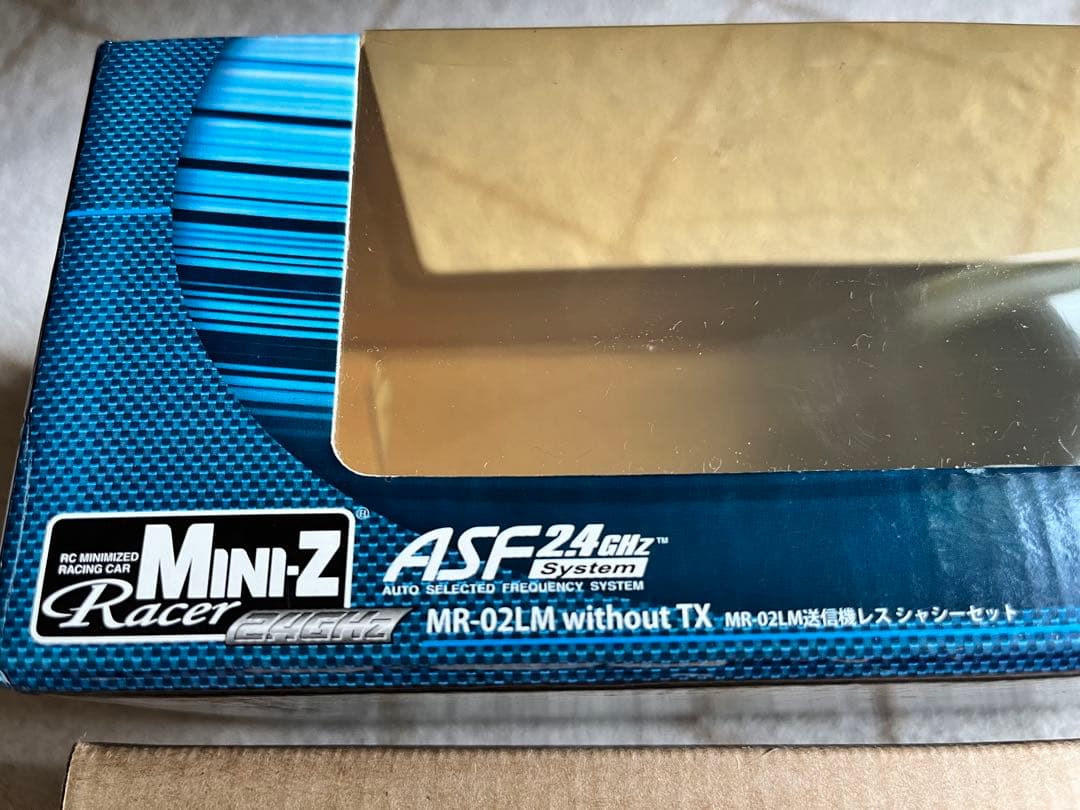 RC MINIMIZED
RACING CAR
MINI-Z®
Racer
2.4GHz
ASF 2.4GHz™
System
AUTO SELECTED FREQUENCY SYSTEM
MR-02LM without TX MR-02LM送信機レス シャシーセット